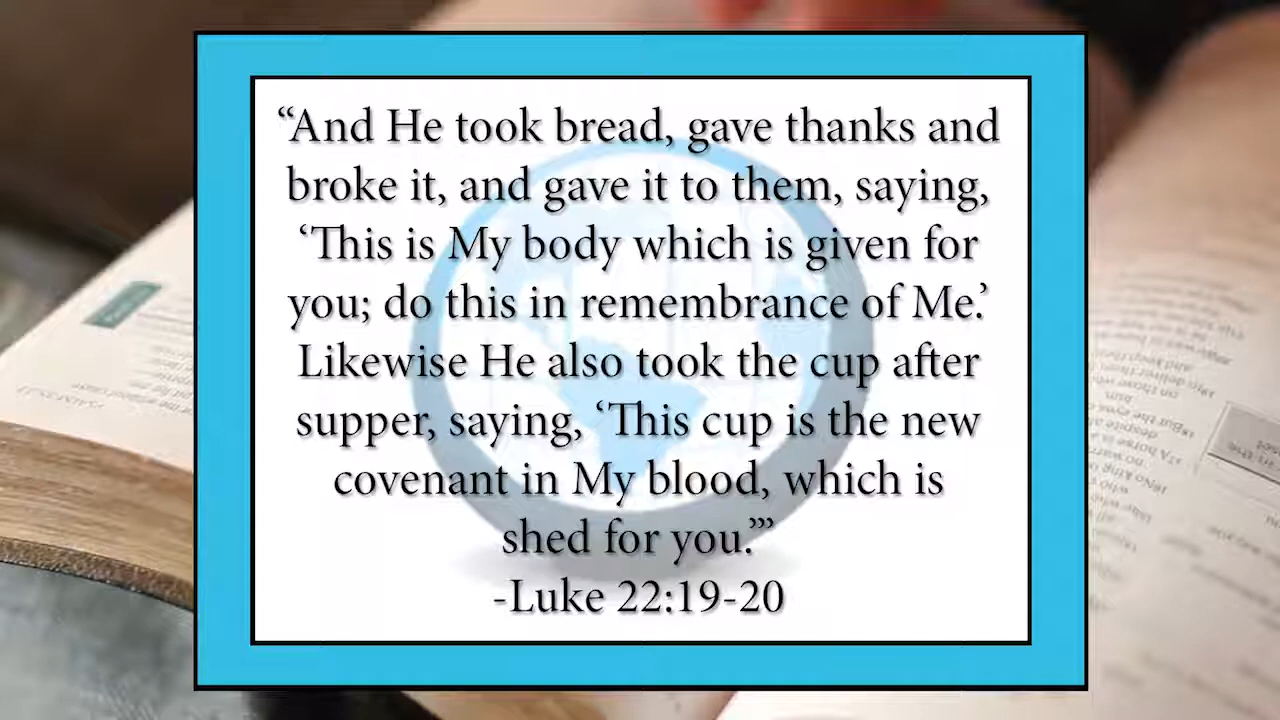 “And He took bread, gave thanks and
broke it, and gave it to them, saying,
‘This is My body which is given for
you; do this in remembrance of Me.’
Likewise He also took the cup after
supper, saying, ‘This cup is the new
covenant in My blood, which is
shed for you.’”
-Luke 22:19-20